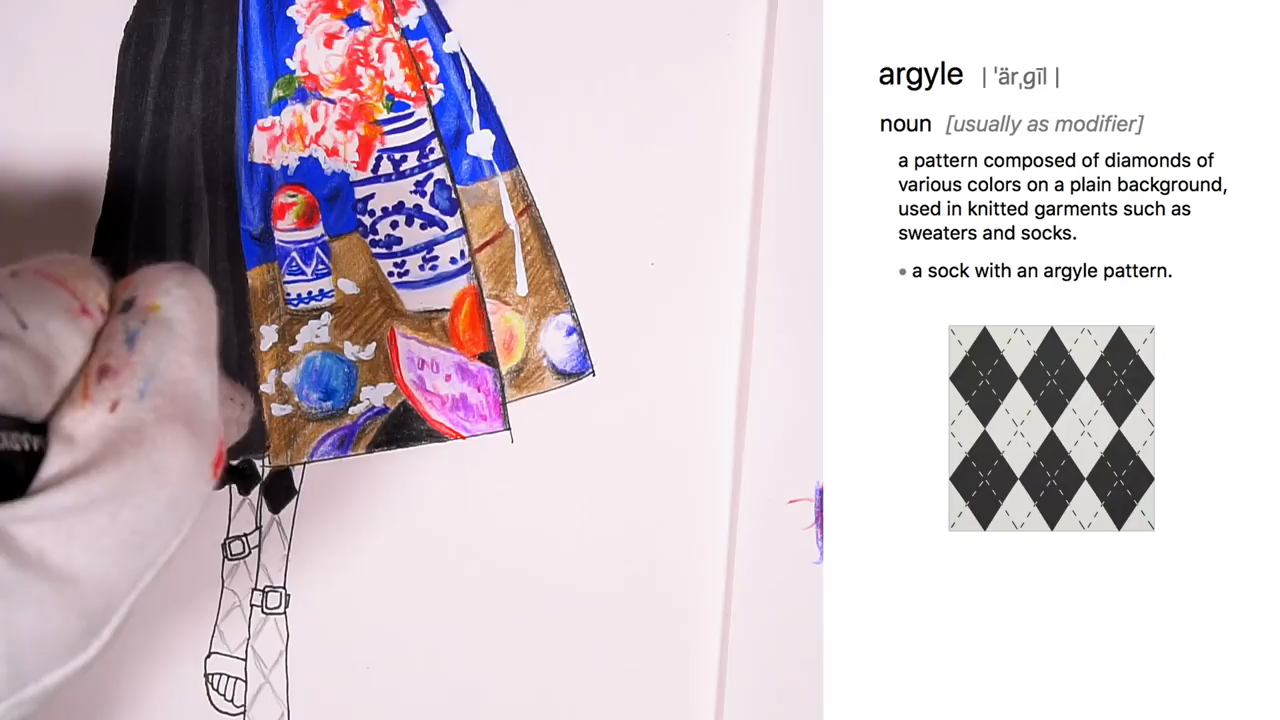 argyle | ˈärˌgīl |
noun [usually as modifier]
a pattern composed of diamonds of
various colors on a plain background,
used in knitted garments such as
sweaters and socks.
• a sock with an argyle pattern.